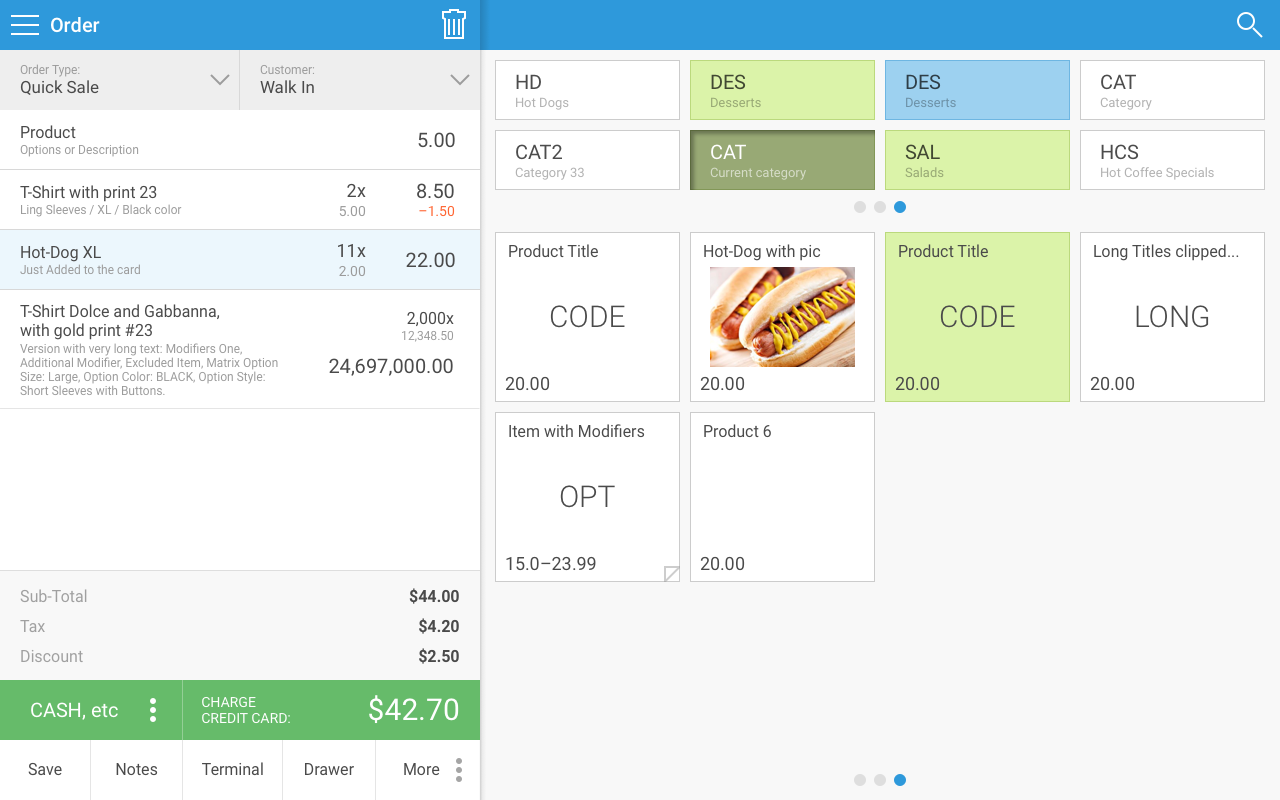 Order
Order Type:
Quick Sale
Customer:
Walk In
Product
Options or Description
5.00
T-Shirt with print 23
Ling Sleeves / XL / Black color
2x
5.00
8.50
–1.50
Hot-Dog XL
Just Added to the card
11x
2.00
22.00
T-Shirt Dolce and Gabbanna,
with gold print #23
Version with very long text: Modifiers One,
Additional Modifier, Excluded Item, Matrix Option
Size: Large, Option Color: BLACK, Option Style:
Short Sleeves with Buttons.
2,000x
12,348.50
24,697,000.00
Sub-Total
$44.00
Tax
$4.20
Discount
$2.50
CASH, etc
CHARGE
CREDIT CARD:
$42.70
Save
Notes
Terminal
Drawer
More
HD
Hot Dogs
DES
Desserts
DES
Desserts
CAT
Category
CAT2
Category 33
CAT
Current category
SAL
Salads
HCS
Hot Coffee Specials
Product Title
CODE
20.00
Hot-Dog with pic
20.00
Product Title
CODE
20.00
Long Titles clipped...
LONG
20.00
Item with Modifiers
OPT
15.0–23.99
Product 6
20.00